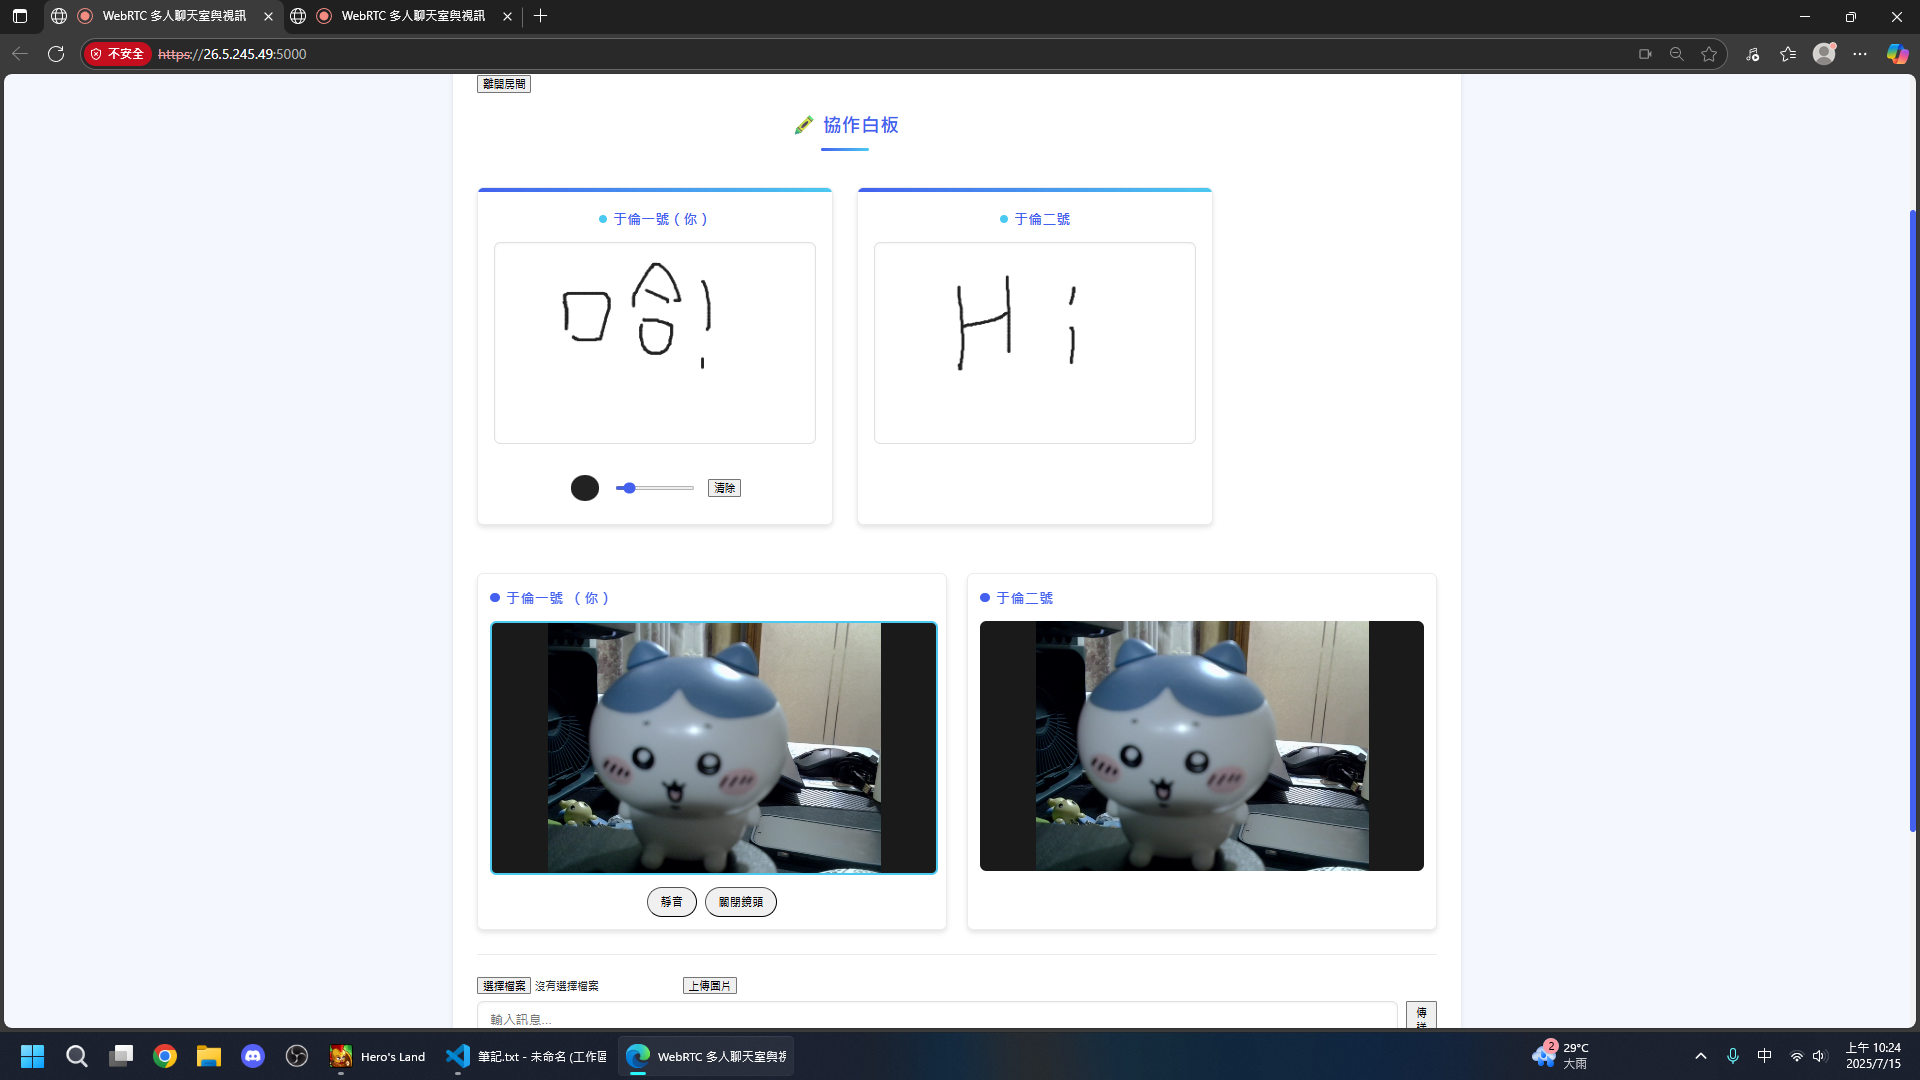 WebRTC 多人聊天室與視訊
WebRTC 多人聊天室與視訊
不安全 https://26.5.245.49:5000
離開房間
協作白板
于倫一號 ( 你 )
于倫二號
哈!
Hi
清除
于倫一號 ( 你 )
于倫二號
靜音
關閉鏡頭
選擇檔案 沒有選擇檔案
上傳圖片
輸入訊息...
傳
Hero's Land
筆記.txt - 未命名 (工作區
WebRTC 多人聊天室與視
2
29°C
大雨
中
上午 10:24
2025/7/15